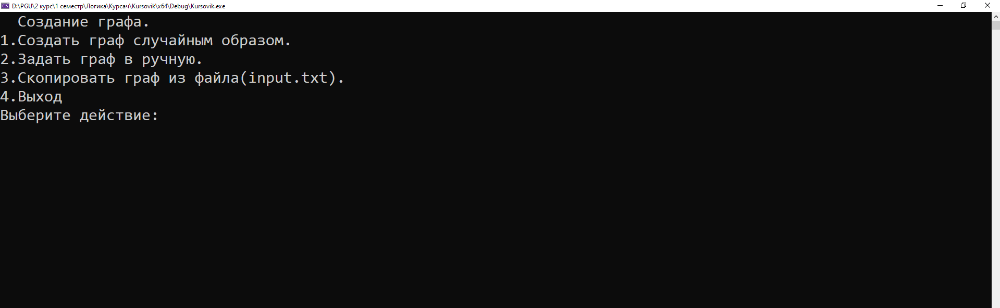 D:\PGU\2 курс\1 семестр\Логика\Курсач\Kursovik\x64\Debug\Kursovik.exe
Создание графа.
1.Создать граф случайным образом.
2.Задать граф в ручную.
3.Скопировать граф из файла(input.txt).
4.Выход
Выберите действие: